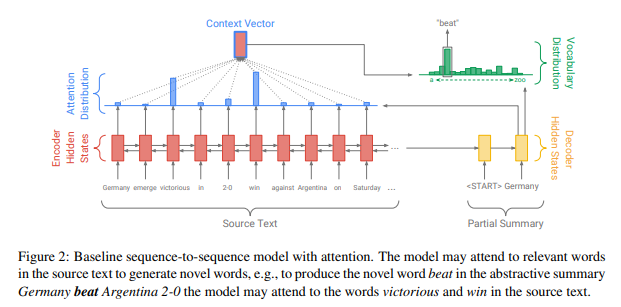 Context Vector
"beat"
Attention
Distribution
a
zoo
Vocabulary
Distribution
Encoder
Hidden
States
...
Decoder
Hidden States
Germany emerge victorious in 2-0 win against Argentina on Saturday ...
<START> Germany
Source Text
Partial Summary
Figure 2: Baseline sequence-to-sequence model with attention. The model may attend to relevant words
in the source text to generate novel words, e.g., to produce the novel word beat in the abstractive summary
Germany beat Argentina 2-0 the model may attend to the words victorious and win in the source text.